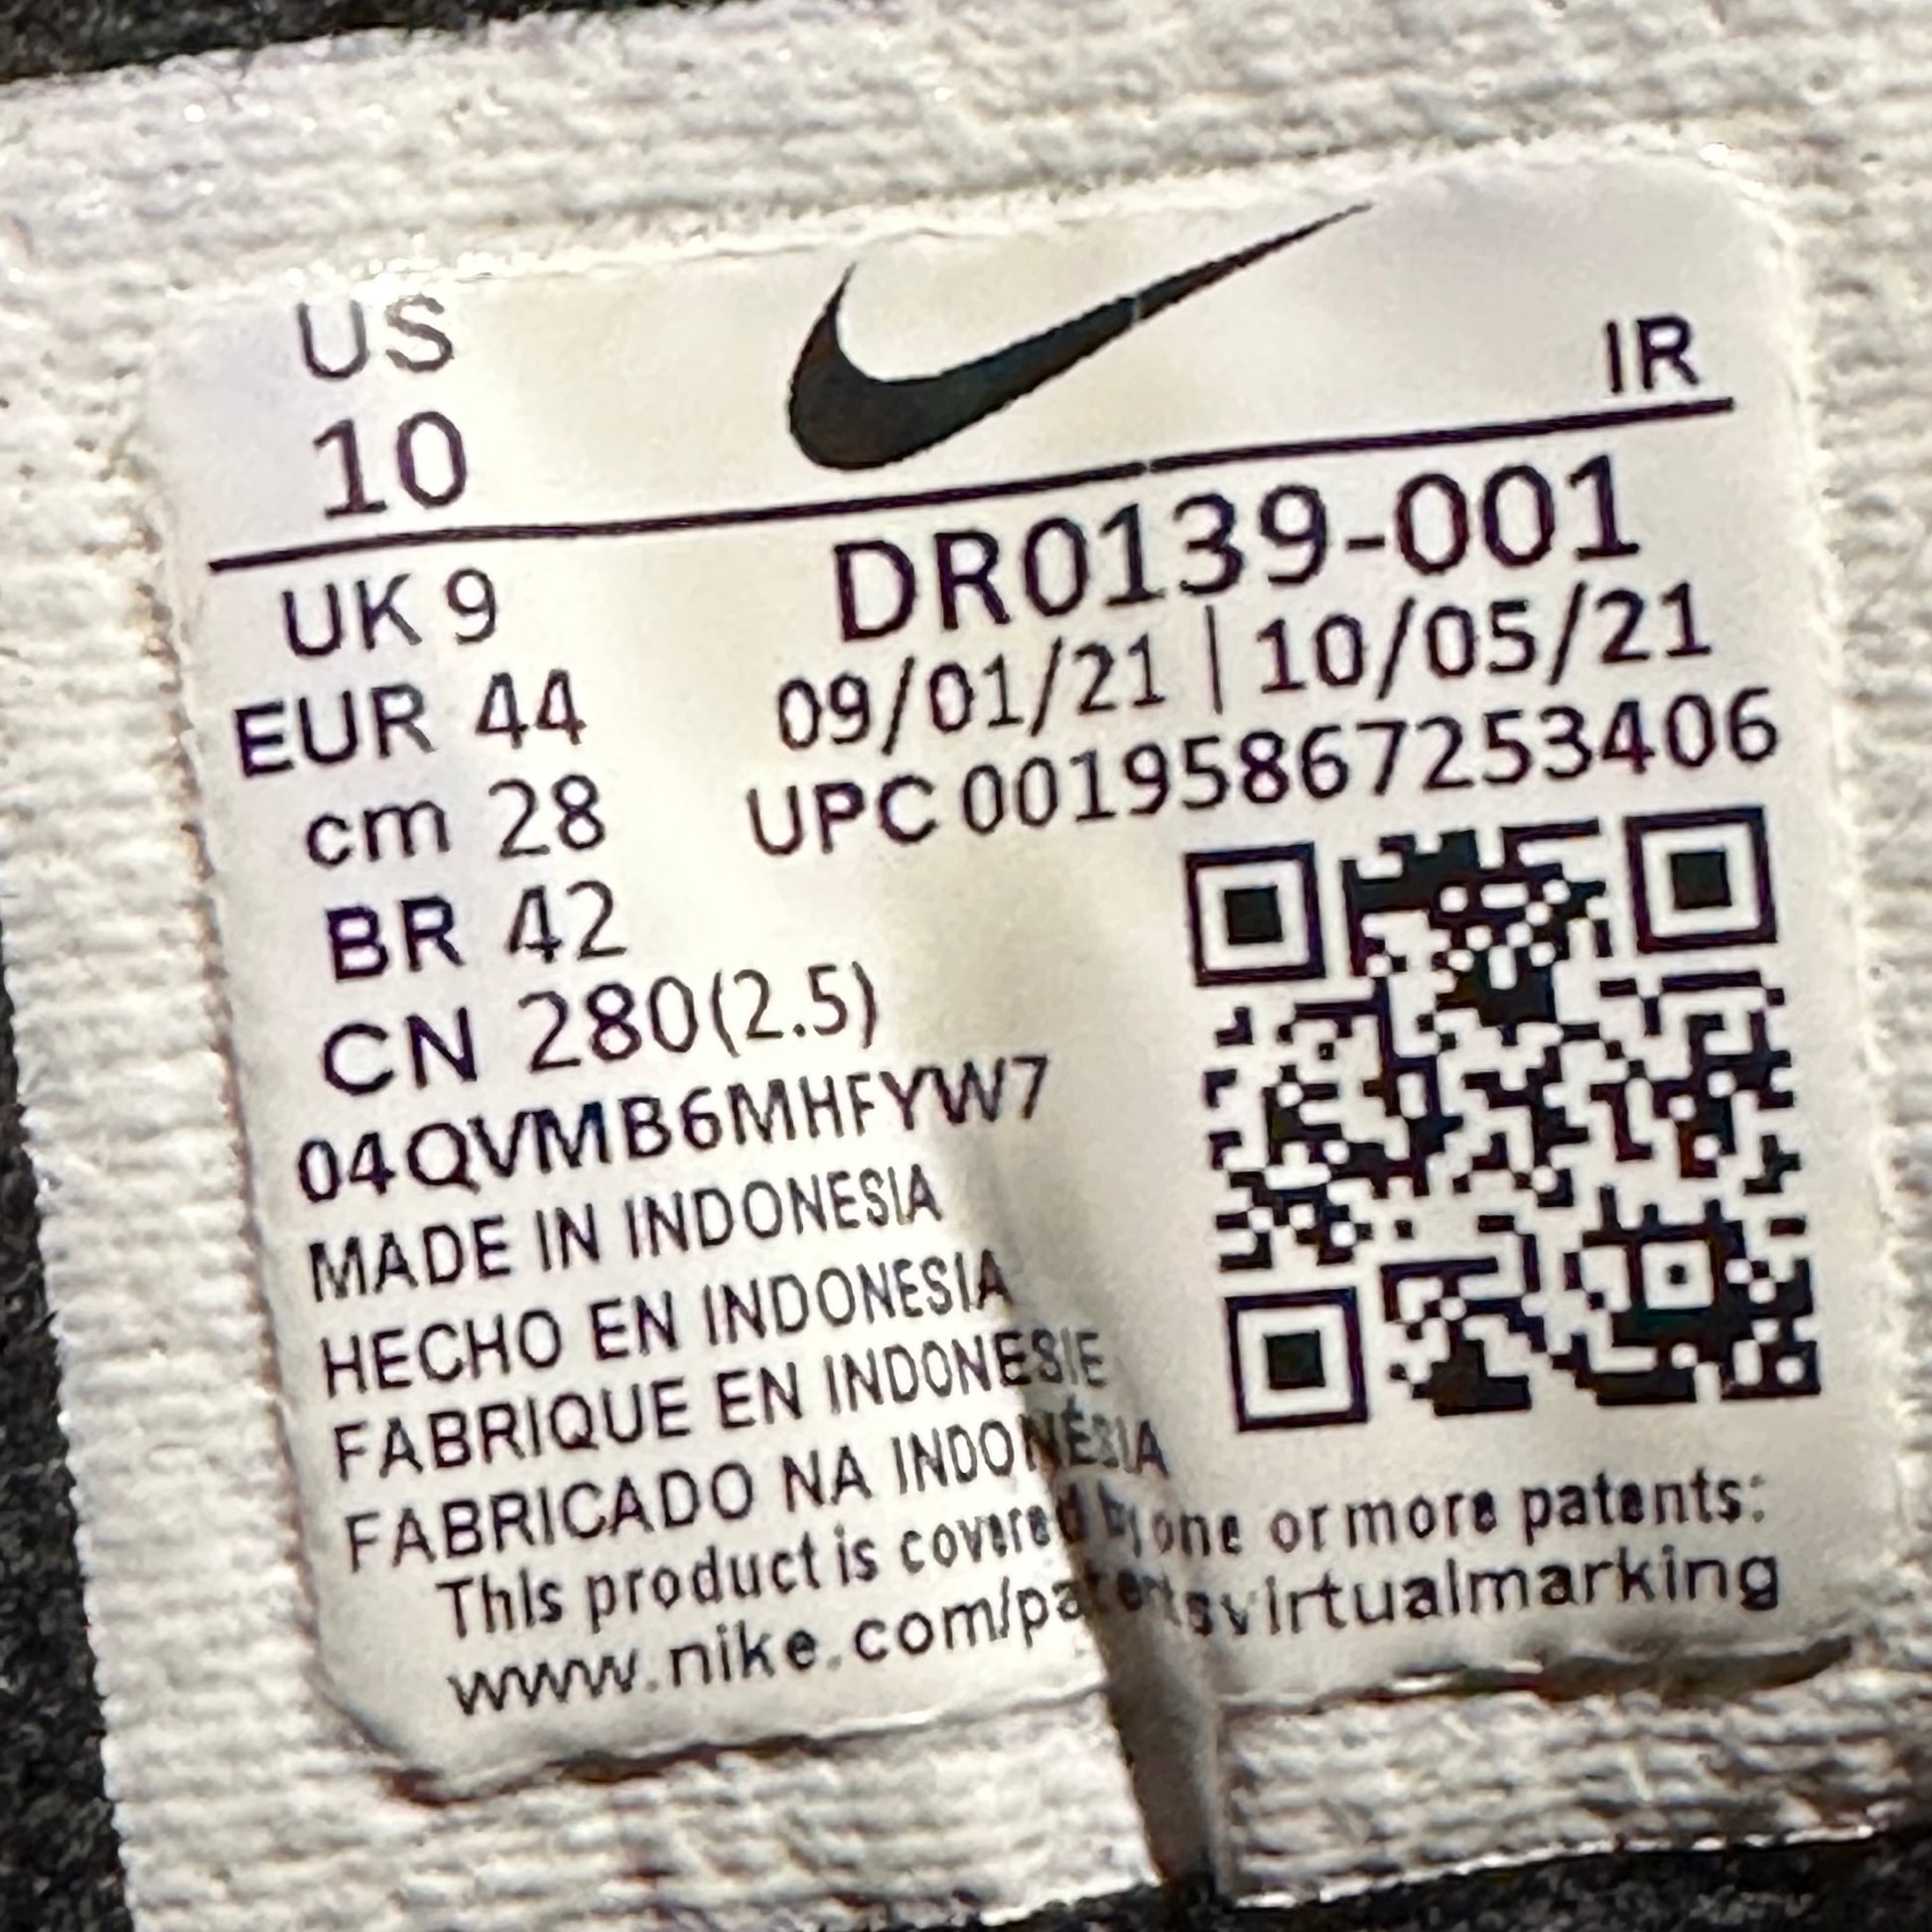 US
10
IR
UK 9
EUR 44
cm 28
BR 42
CN 280(2.5)
DR0139-001
09/01/21 | 10/05/21
UPC 00195867253406
04QVMB6MHFYW7
MADE IN INDONESIA
HECHO EN INDONESIA
FABRIQUE EN INDONESIE
FABRICADO NA INDONÉSIA
This product is covered by one or more patents:
www.nike.com/patentsvirtualmarking